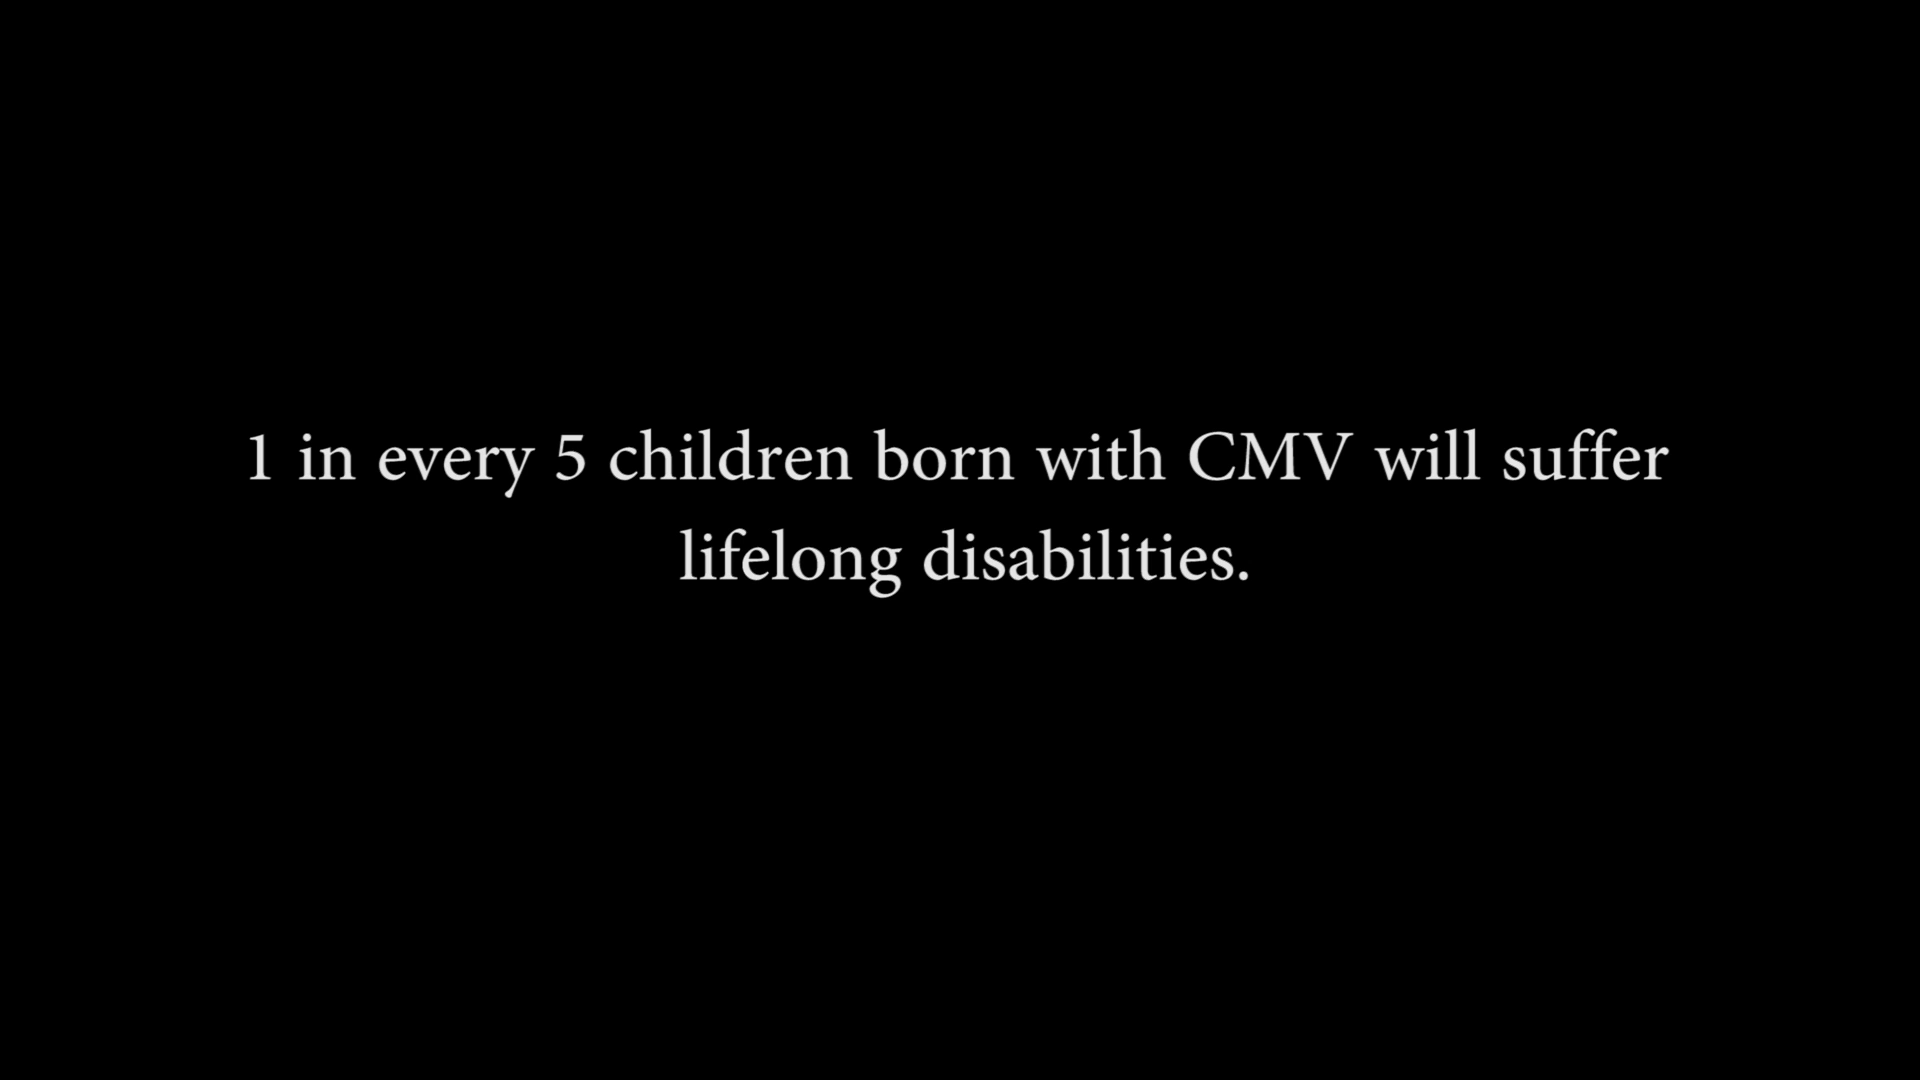 1 in every 5 children born with CMV will suffer
lifelong disabilities.